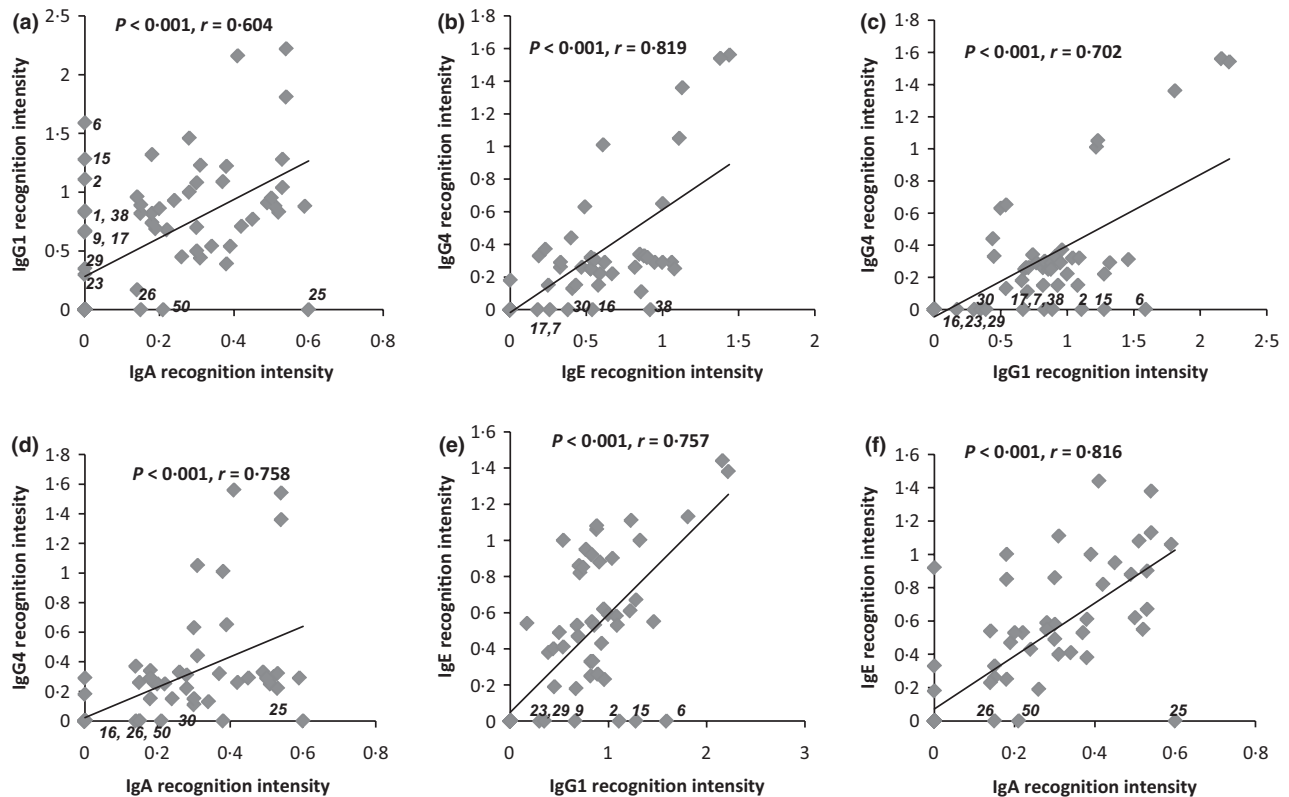 (a)
P < 0·001, r = 0·604
IgG1 recognition intensity
2·5
2
1·5
1
0·5
0
6
15
2
1, 38
9, 17
29
23
26
50
25
0 0·2 0·4 0·6 0·8
IgA recognition intensity
(b)
P < 0·001, r = 0·819
IgG4 recognition intensity
1·8
1·6
1·4
1·2
1
0·8
0·6
0·4
0·2
0
30 16 38
17,7
0 0·5 1 1·5 2
IgE recognition intensity
(c)
P < 0·001, r = 0·702
IgG4 recognition intensity
1·8
1·6
1·4
1·2
1
0·8
0·6
0·4
0·2
0
30 17,7,38 2 15 6
16,23,29
0 0·5 1 1·5 2 2·5
IgG1 recognition intensity
(d)
P < 0·001, r = 0·758
IgG4 recognition intesity
1·8
1·6
1·4
1·2
1
0·8
0·6
0·4
0·2
0
25
30
16, 26, 50
0 0·2 0·4 0·6 0·8
IgA recognition intensity
(e)
P < 0·001, r = 0·757
IgE recognition intensity
1·6
1·4
1·2
1
0·8
0·6
0·4
0·2
0
23,29 9 2 15 6
0 1 2 3
IgG1 recognition intensity
(f)
P < 0·001, r = 0·816
IgE recognition intensity
1·6
1·4
1·2
1
0·8
0·6
0·4
0·2
0
26 50 25
0 0·2 0·4 0·6 0·8
IgA recognition intensity